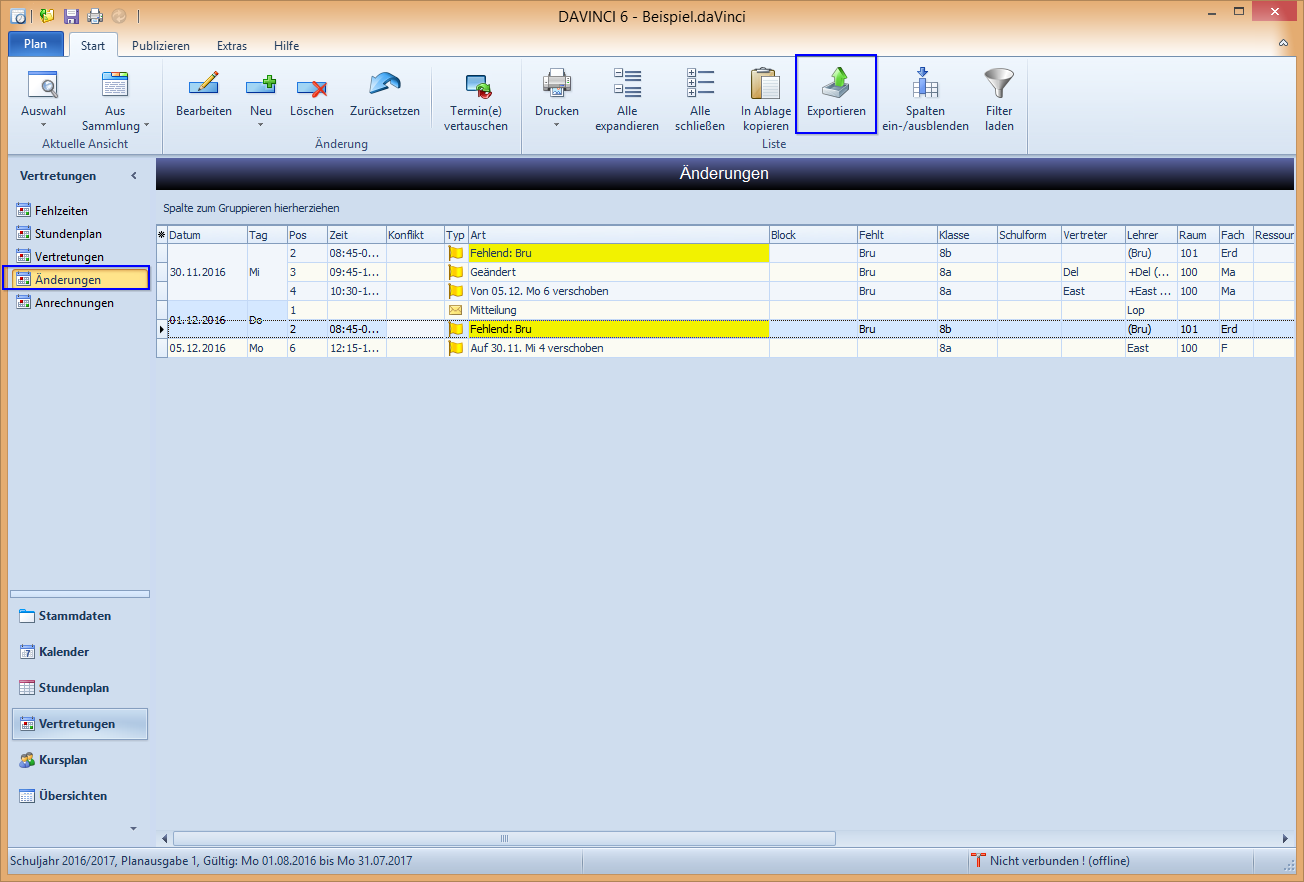 DAVINCI 6 - Beispiel.daVinci
Plan Start Publizieren Extras Hilfe
Auswahl Aus Sammlung Bearbeiten Neu Löschen Zurücksetzen Termin(e) vertauschen Drucken Alle expandieren Alle schließen In Ablage kopieren Exportieren Spalten ein-/ausblenden Filter laden
Aktuelle Ansicht Änderung Liste
Vertretungen
Fehlzeiten
Stundenplan
Vertretungen
Änderungen
Anrechnungen
Stammdaten
7 Kalender
Stundenplan
Vertretungen
Kursplan
Übersichten
Änderungen
Spalte zum Gruppieren hierherziehen
Datum Tag Pos Zeit Konflikt Typ Art Block Fehlt Klasse Schulform Vertreter Lehrer Raum Fach Ressour
2 08:45-0... Fehlend: Bru Bru 8b (Bru) 101 Erd
30.11.2016 Mi 3 09:45-1... Geändert Bru 8a Del +Del (... 100 Ma
4 10:30-1... Von 05.12. Mo 6 verschoben Bru 8a East +East ... 100 Ma
1 Mitteilung Lop
01.12.2016 Do
2 08:45-0... Fehlend: Bru Bru 8b (Bru) 101 Erd
05.12.2016 Mo 6 12:15-1... Auf 30.11. Mi 4 verschoben 8a East 100 F
Schuljahr 2016/2017, Planausgabe 1, Gültig: Mo 01.08.2016 bis Mo 31.07.2017 Nicht verbunden ! (offline)